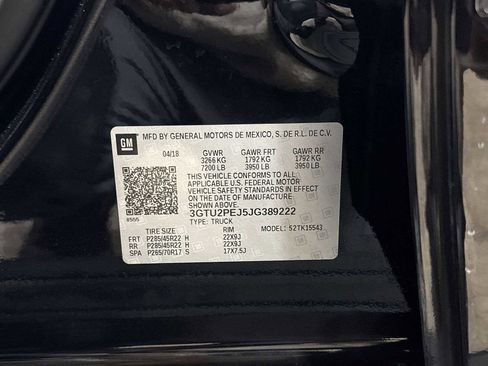 GM
MFD BY GENERAL MOTORS DE MEXICO, S. DE R.L. DE C.V.
04/18 GVWR GAWR FRT GAWR RR
3266 KG 1792 KG 1792 KG
7200 LB 3950 LB 3950 LB
THIS VEHICLE CONFORMS TO ALL
APPLICABLE U.S. FEDERAL MOTOR
VEHICLE SAFETY STANDARDS IN
EFFECT ON THE DATE OF MANUFACTURE
SHOWN ABOVE.
3GTU2PEJ5JG389222
8555 TYPE: TRUCK
TIRE SIZE RIM 52TK15543
FRT P285/45R22 H 22X9J
RR P285/45R22 H 22X9J
SPA P265/70R17 S 17X7.5J